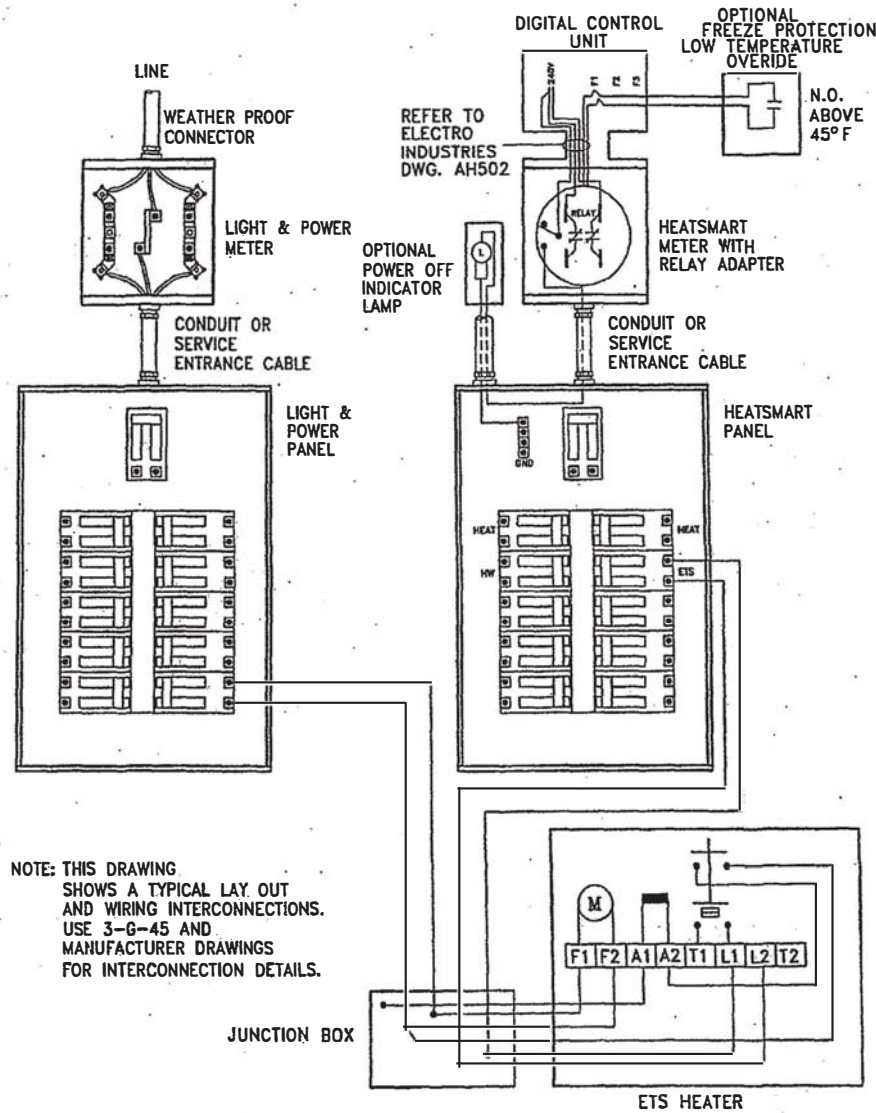 DIGITAL CONTROL
UNIT
OPTIONAL
FREEZE PROTECTION
LOW TEMPERATURE
OVERIDE
240V
F1
F2
F3
N.O.
ABOVE
45° F
LINE
WEATHER PROOF
CONNECTOR
REFER TO
ELECTRO
INDUSTRIES
DWG. AH502
LIGHT & POWER
METER
RELAY
HEATSMART
METER WITH
RELAY ADAPTER
OPTIONAL
POWER OFF
INDICATOR
LAMP
L
CONDUIT OR
SERVICE
ENTRANCE CABLE
CONDUIT OR
SERVICE
ENTRANCE CABLE
LIGHT &
POWER
PANEL
HEATSMART
PANEL
GND
HEAT
HEAT
HW
ETS
NOTE: THIS DRAWING
SHOWS A TYPICAL LAY OUT
AND WIRING INTERCONNECTIONS.
USE 3-G-45 AND
MANUFACTURER DRAWINGS
FOR INTERCONNECTION DETAILS.
M
F1 F2 A1 A2 T1 L1 L2 T2
JUNCTION BOX
ETS HEATER